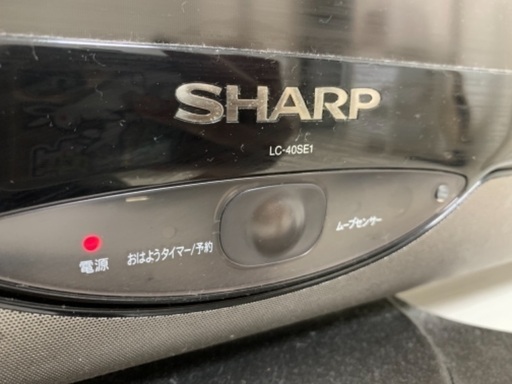 SHARP
LC-40SE1
電源
おはようタイマー/予約
ムーブセンサー